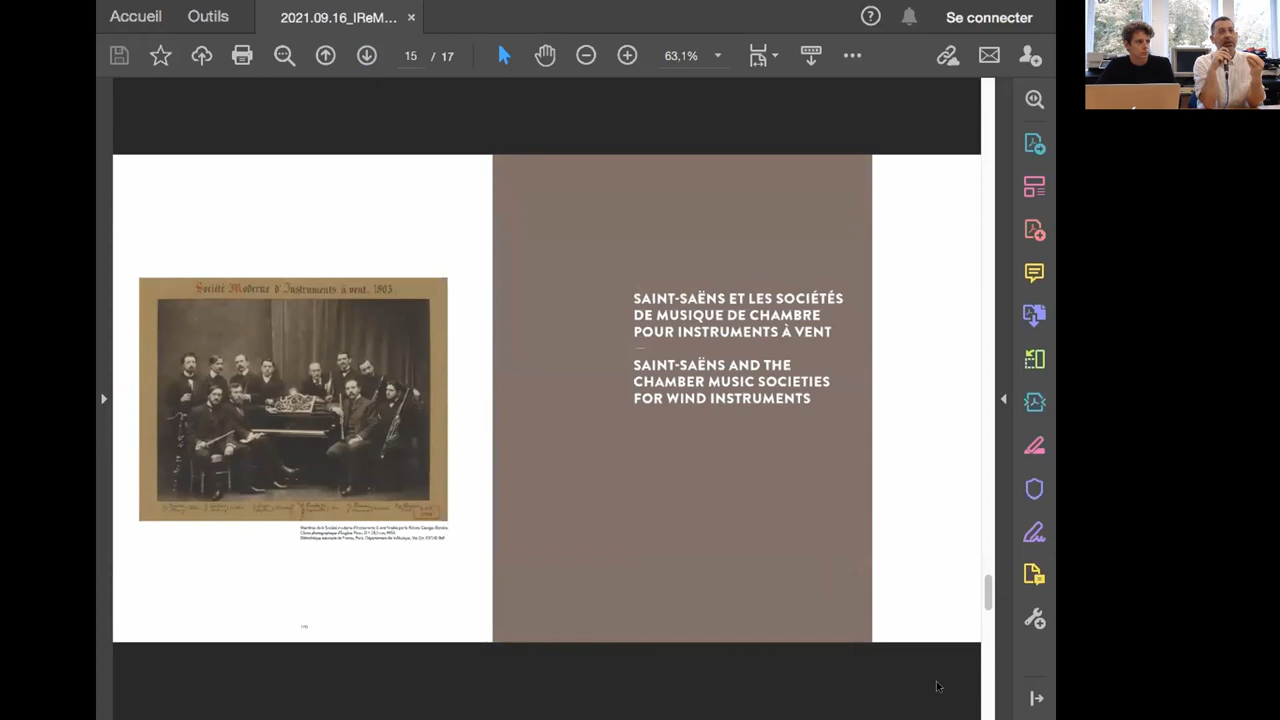 Accueil
Outils
2021.09.16_IReM...
Se connecter
15 / 17
63,1%
Société Moderne d'Instruments à vent. 1903.
SAINT-SAËNS ET LES SOCIÉTÉS
DE MUSIQUE DE CHAMBRE
POUR INSTRUMENTS À VENT
SAINT-SAËNS AND THE
CHAMBER MUSIC SOCIETIES
FOR WIND INSTRUMENTS